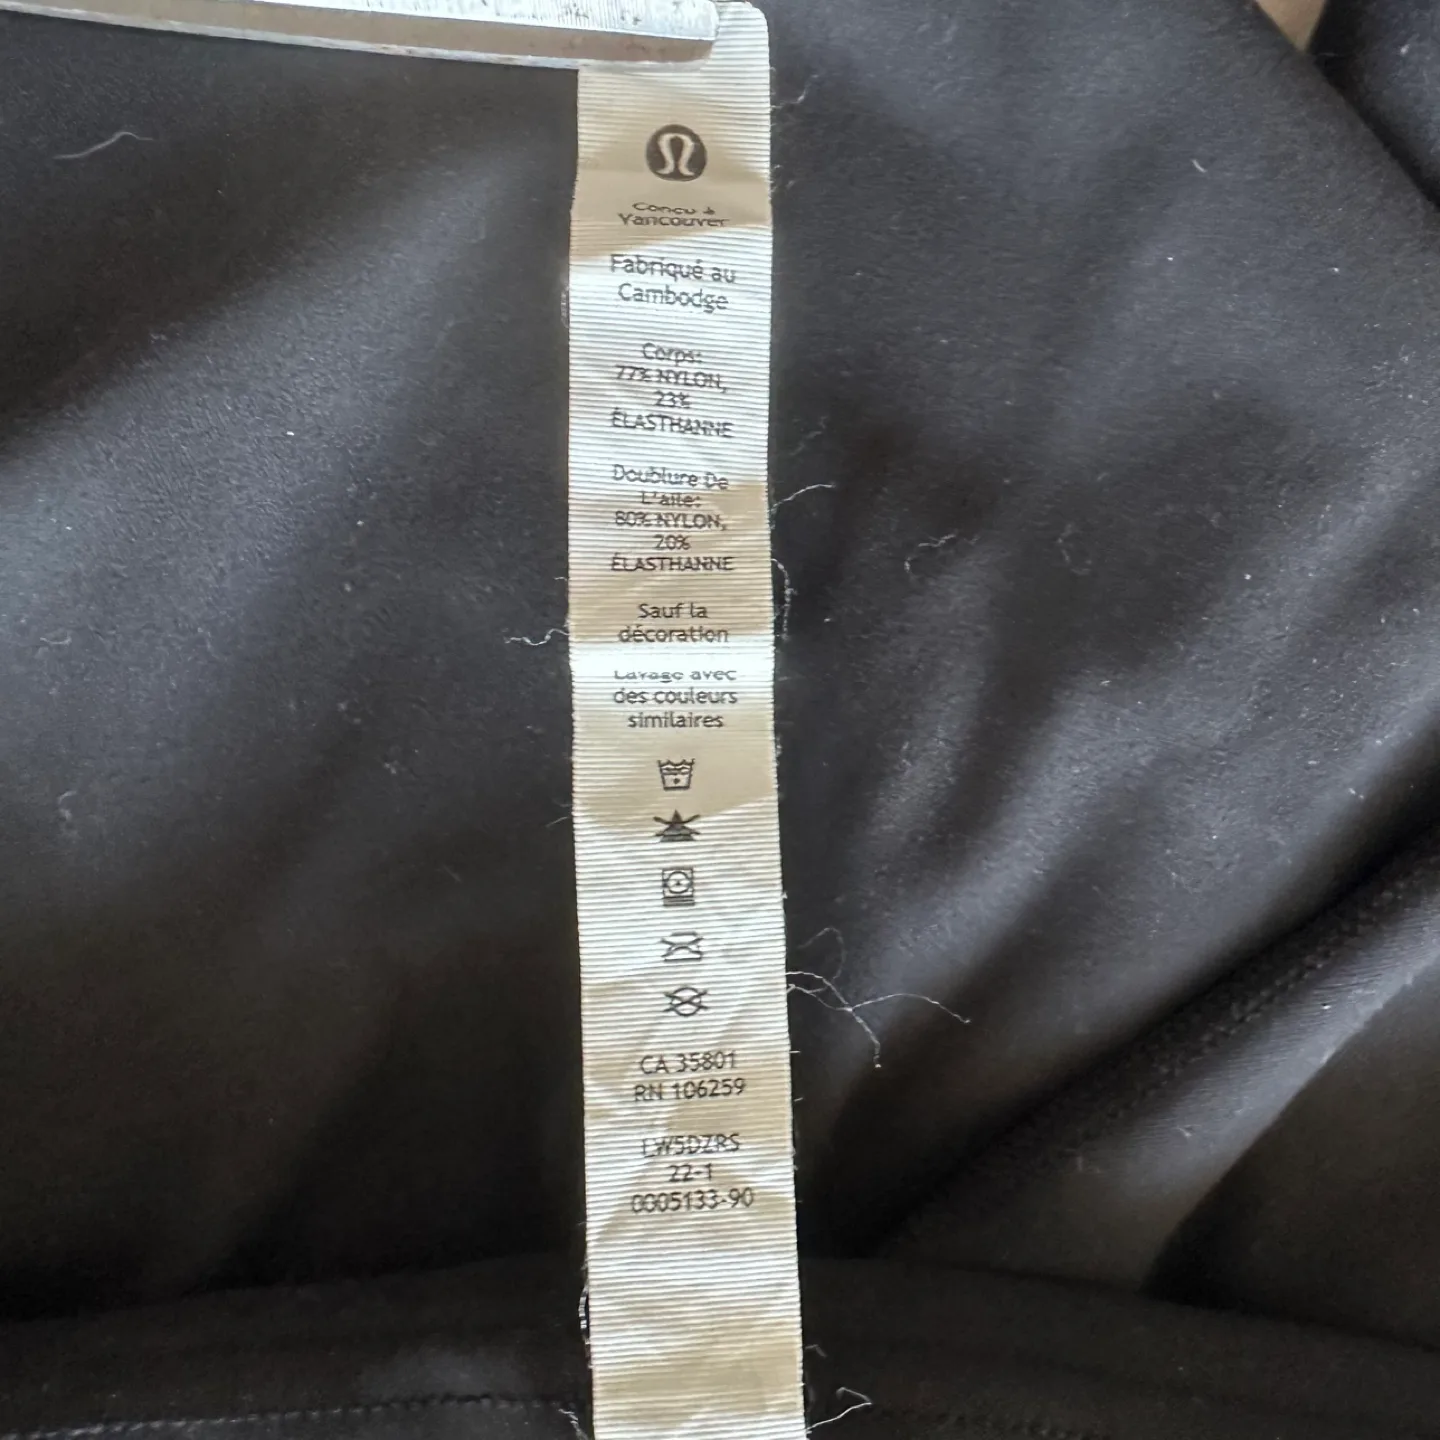 Conçu à
Vancouver
Fabriqué au
Cambodge
Corps:
77% NYLON,
23%
ÉLASTHANNE
Doublure De
L'aile:
80% NYLON,
20%
ÉLASTHANNE
Sauf la
décoration
Lavage avec
des couleurs
similaires
CA 35801
RN 106259
LW5DZRS
22-1
0005133-90